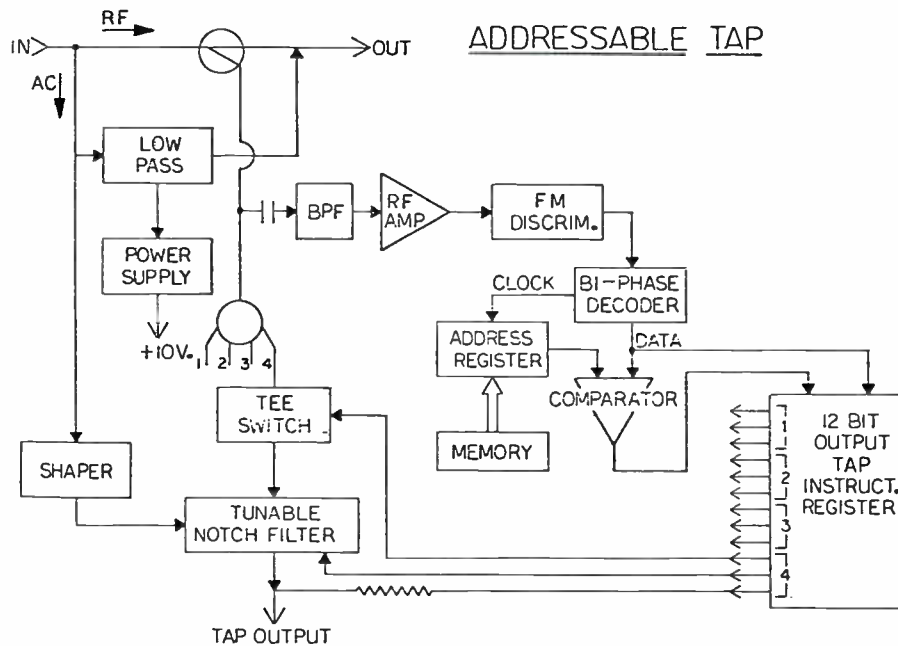 ADDRESSABLE TAP
RF
IN
OUT
AC
LOW
PASS
BPF
RF
AMP
FM
DISCRIM.
POWER
SUPPLY
+10V.
1 2 3 4
CLOCK
BI-PHASE
DECODER
ADDRESS
REGISTER
DATA
COMPARATOR
MEMORY
TEE
SWITCH
SHAPER
TUNABLE
NOTCH FILTER
TAP OUTPUT
1
2
3
4
12 BIT
OUTPUT
TAP
INSTRUCT.
REGISTER